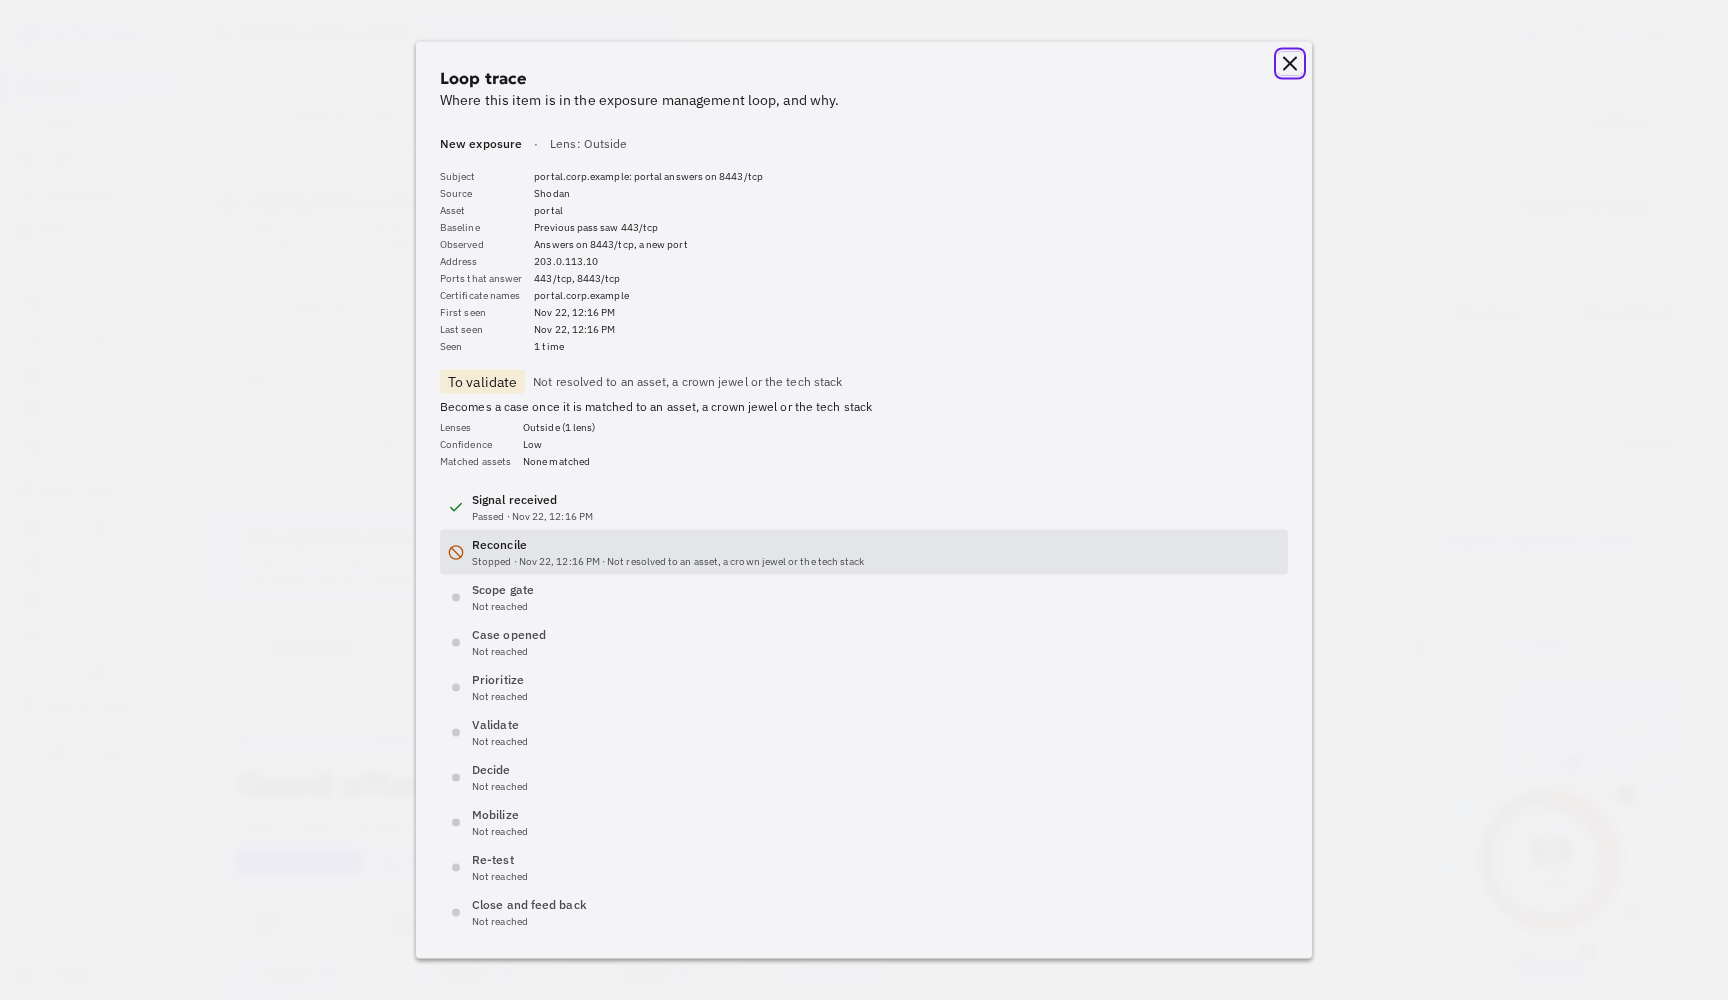 Loop trace
Where this item is in the exposure management loop, and why.
New exposure · Lens: Outside
Subject portal.corp.example: portal answers on 8443/tcp
Source Shodan
Asset portal
Baseline Previous pass saw 443/tcp
Observed Answers on 8443/tcp, a new port
Address 203.0.113.10
Ports that answer 443/tcp, 8443/tcp
Certificate names portal.corp.example
First seen Nov 22, 12:16 PM
Last seen Nov 22, 12:16 PM
Seen 1 time
To validate Not resolved to an asset, a crown jewel or the tech stack
Becomes a case once it is matched to an asset, a crown jewel or the tech stack
Lenses Outside (1 lens)
Confidence Low
Matched assets None matched
Signal received
Passed · Nov 22, 12:16 PM
Reconcile
Stopped · Nov 22, 12:16 PM · Not resolved to an asset, a crown jewel or the tech stack
Scope gate
Not reached
Case opened
Not reached
Prioritize
Not reached
Validate
Not reached
Decide
Not reached
Mobilize
Not reached
Re-test
Not reached
Close and feed back
Not reached